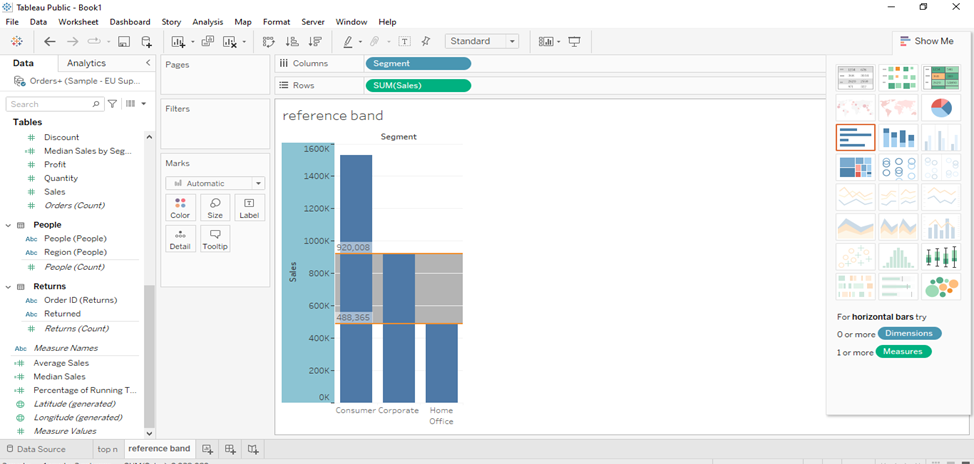 Tableau Public - Book1
File Data Worksheet Dashboard Story Analysis Map Format Server Window Help
Standard
Show Me
Data Analytics
Orders+ (Sample - EU Sup...
Search
Tables
Discount
Median Sales by Seg...
Profit
Quantity
Sales
Orders (Count)
People
Abc People (People)
Abc Region (People)
People (Count)
Returns
Abc Order ID (Returns)
Abc Returned
Returns (Count)
Abc Measure Names
Average Sales
Median Sales
Percentage of Running T...
Latitude (generated)
Longitude (generated)
Measure Values
Pages
Filters
Marks
Automatic
Color Size Label
Detail Tooltip
Columns Segment
Rows SUM(Sales)
reference band
Segment
Sales
1600K
1400K
1200K
1000K
800K
600K
400K
200K
0K
920,008
488,365
Consumer Corporate Home
Office
For horizontal bars try
0 or more Dimensions
1 or more Measures
Data Source top n reference band